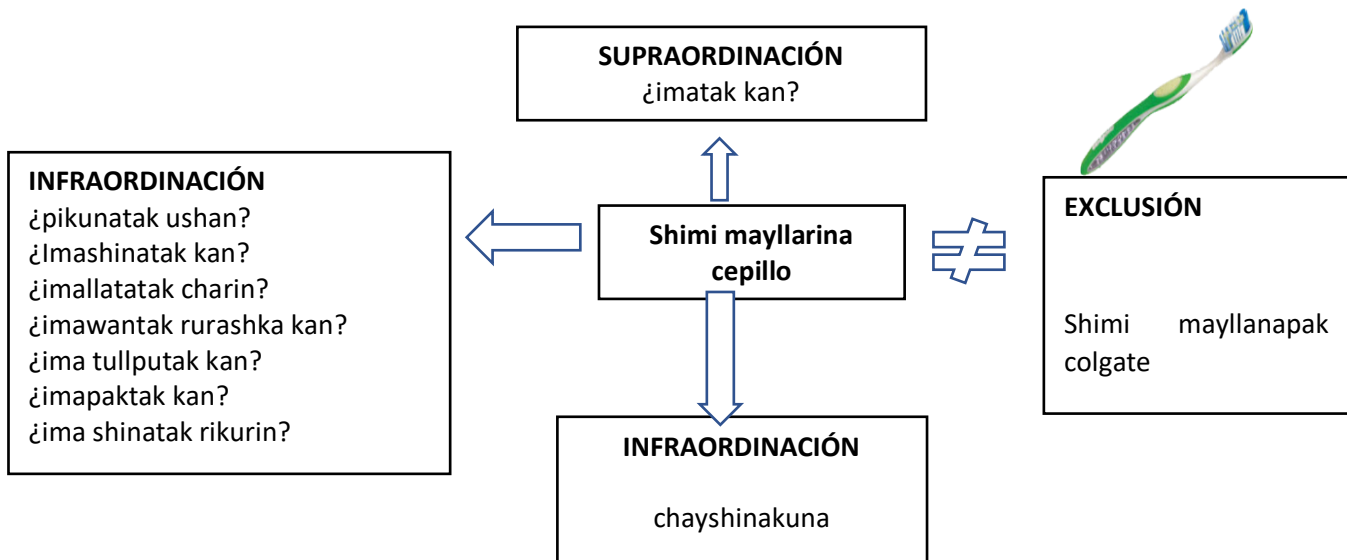 SUPRAORDINACIÓN
¿imatak kan?
INFRAORDINACIÓN
¿pikunatak ushan?
¿Imashinatak kan?
¿imallatatak charin?
¿imawantak rurashka kan?
¿ima tullputak kan?
¿imapaktak kan?
¿ima shinatak rikurin?
Shimi mayllarina
cepillo
EXCLUSIÓN
Shimi mayllanapak
colgate
INFRAORDINACIÓN
chayshinakuna